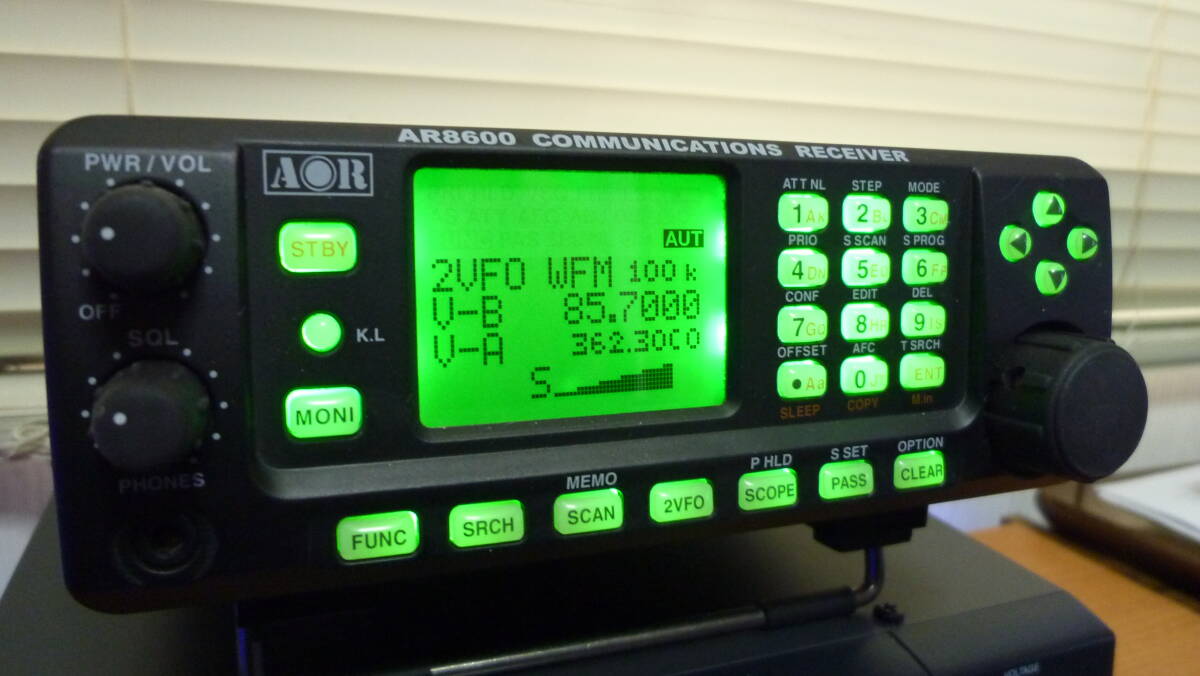 AR8600 COMMUNICATIONS RECEIVER
PWR / VOL
OFF
SQL
PHONES
AOR
STBY
K.L
MONI
AUT
2VFO WFM 100 k
V-B 85.7000
V-A 362.3000
S
ATT NL STEP MODE
1 2 3
PRIO S SCAN S PROG
4 5 6
CONF EDIT DEL
7 8 9
OFFSET AFC T SRCH
• Aa 0 ENT
SLEEP COPY M.in
MEMO P HLD S SET OPTION
FUNC SRCH SCAN 2VFO SCOPE PASS CLEAR
VOLTAGE